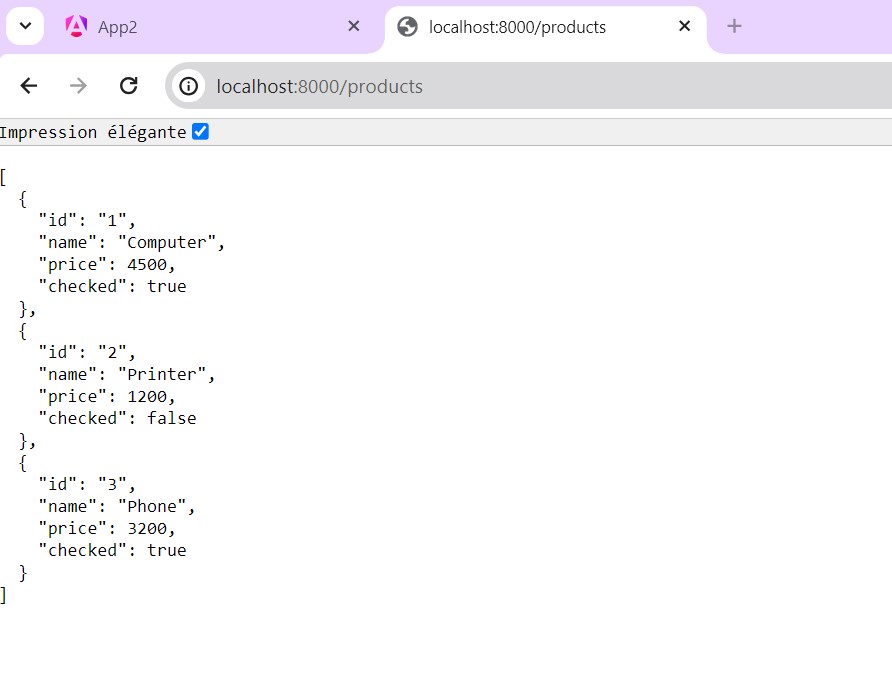 App2
localhost:8000/products
localhost:8000/products
Impression élégante
[
  {
    "id": "1",
    "name": "Computer",
    "price": 4500,
    "checked": true
  },
  {
    "id": "2",
    "name": "Printer",
    "price": 1200,
    "checked": false
  },
  {
    "id": "3",
    "name": "Phone",
    "price": 3200,
    "checked": true
  }
]